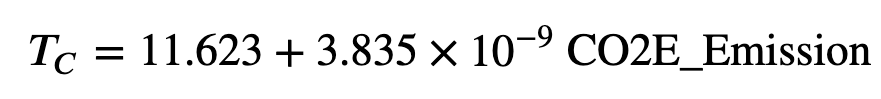 T_C = 11.623 + 3.835 × 10⁻⁹ CO2E_Emission